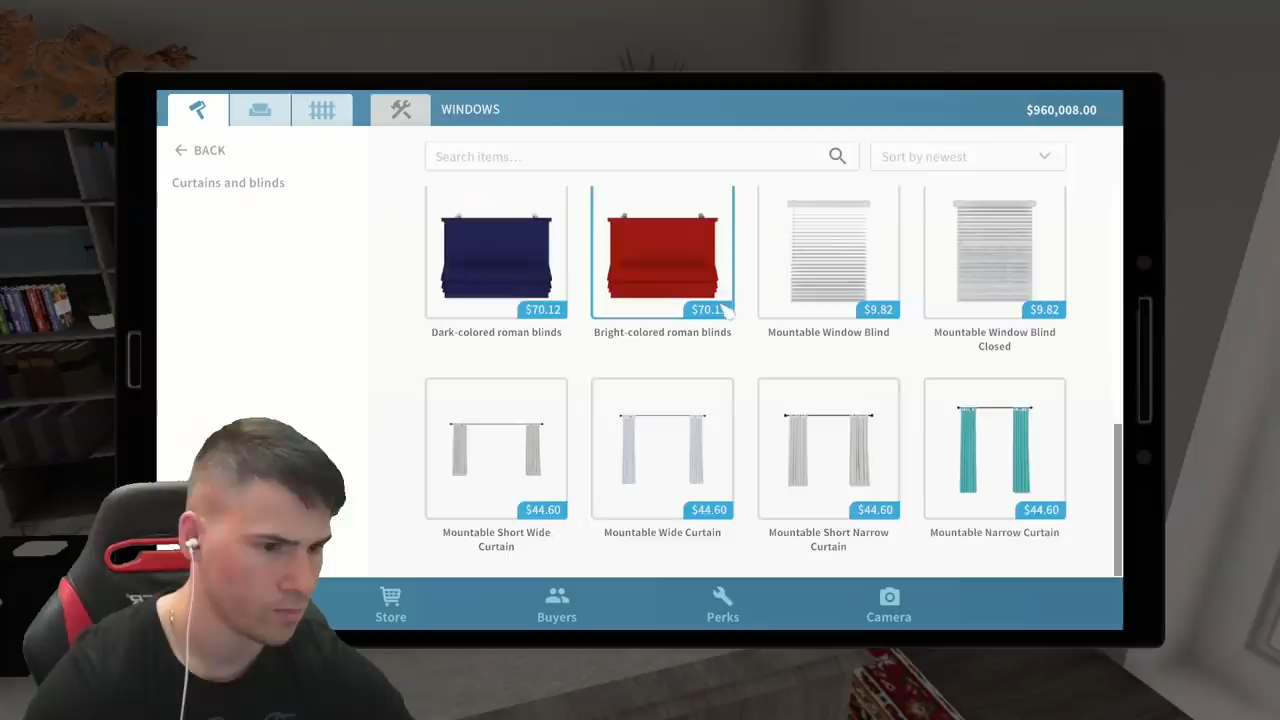 WINDOWS
$960,008.00
BACK
Search items...
Sort by newest
Curtains and blinds
$70.12
$9.82
$9.82
Dark-colored roman blinds
Bright-colored roman blinds
Mountable Window Blind
Mountable Window Blind
Closed
$44.60
$44.60
$44.60
$44.60
Mountable Short Wide
Curtain
Mountable Wide Curtain
Mountable Short Narrow
Curtain
Mountable Narrow Curtain
Store
Buyers
Perks
Camera